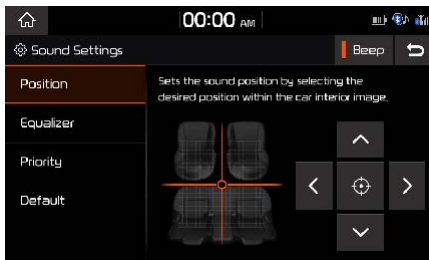 00:00 AM
Sound Settings
Beep
Position
Sets the sound position by selecting the
desired position within the car interior image.
Equalizer
Priority
Default